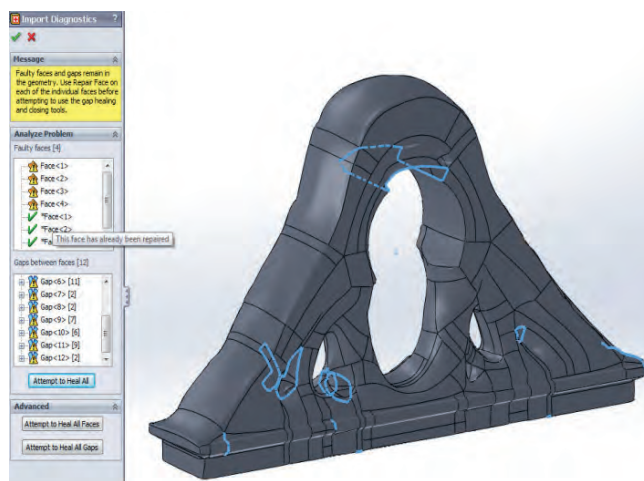 Import Diagnostics ?
Message
Faulty faces and gaps remain in
the geometry. Use Repair Face on
each of the individual faces before
attempting to use the gap healing
and closing tools.
Analyze Problem
Faulty faces [4]
Face<1>
Face<2>
Face<3>
Face<4>
*Face<1>
*Face<2>
*Fa
This face has already been repaired
Gaps between faces [12]
Gap<6> [11]
Gap<7> [2]
Gap<8> [2]
Gap<9> [7]
Gap<10> [6]
Gap<11> [9]
Gap<12> [2]
Attempt to Heal All
Advanced
Attempt to Heal All Faces
Attempt to Heal All Gaps